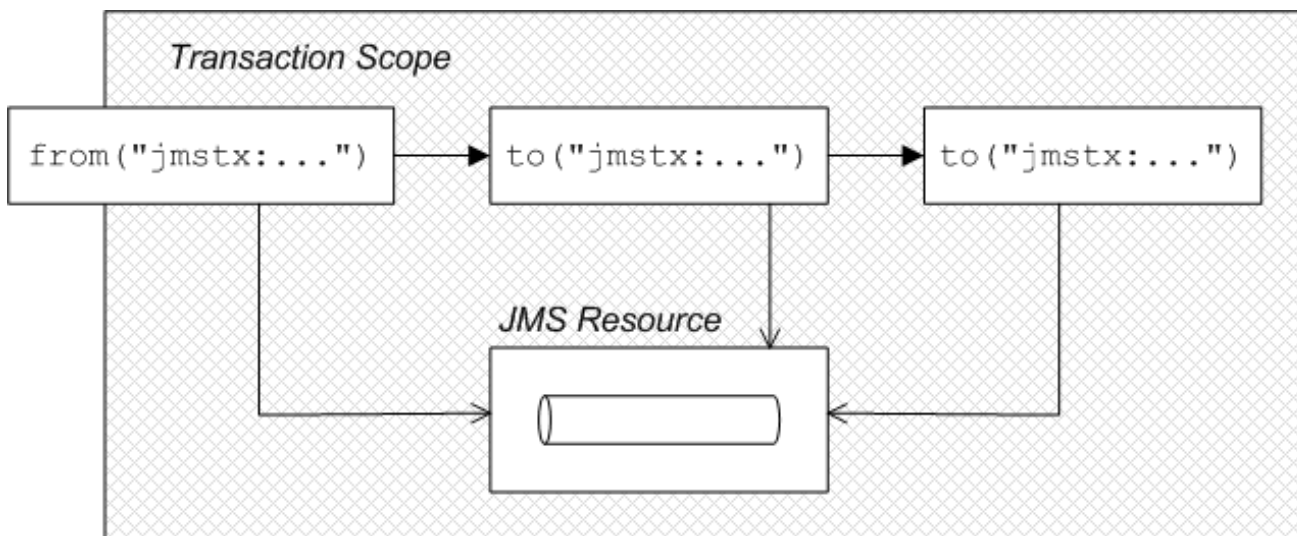 Transaction Scope
from("jmstx:...")
to("jmstx:...")
to("jmstx:...")
JMS Resource